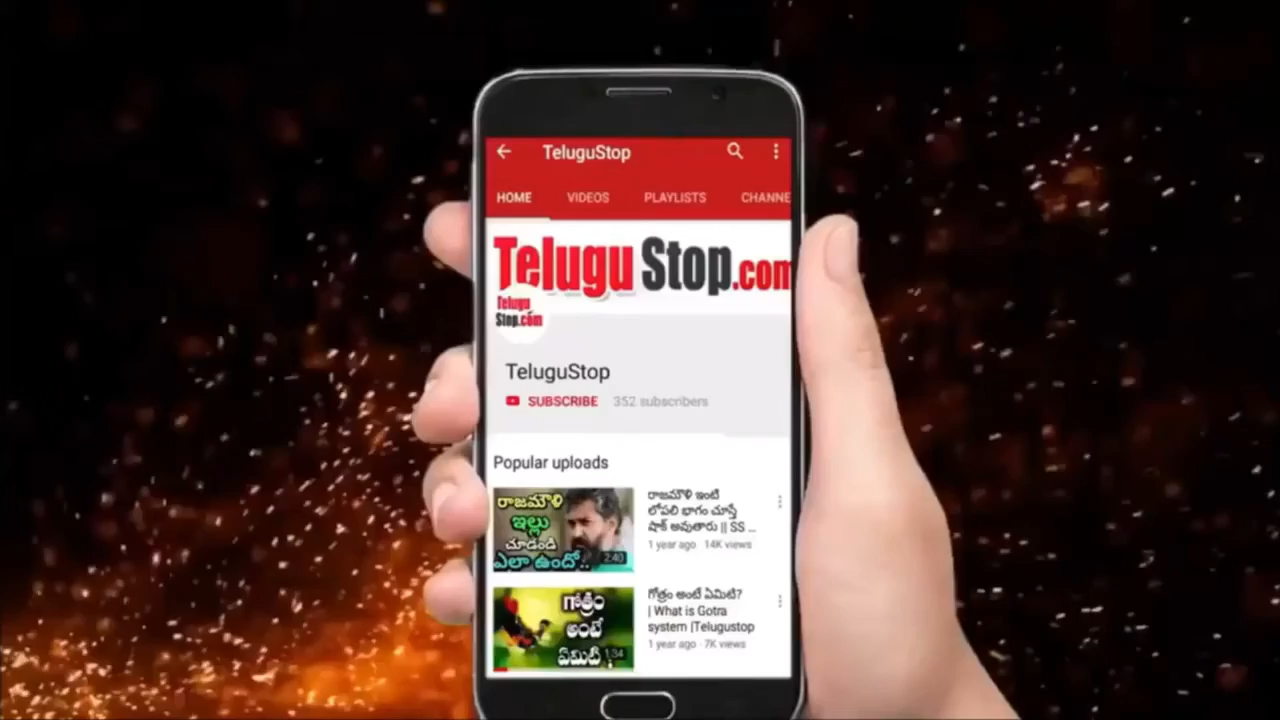 TeluguStop
HOME VIDEOS PLAYLISTS CHANNE
Telugu Stop.com
Telugu
Stop.com
TeluguStop
SUBSCRIBE 352 subscribers
Popular uploads
రాజమౌళి
ఇల్లు
చూడండి
ఎలా ఉందో..
2:40
రాజమౌళి ఇంటి
లోపలి భాగం చూస్తే
షాక్ అవుతారు || SS ...
1 year ago 14K views
గోత్రం
అంటే
ఏమిటి ?
1:34
గోత్రం అంటే ఏమిటి?
| What is Gotra
system |Telugustop
1 year ago 7K views